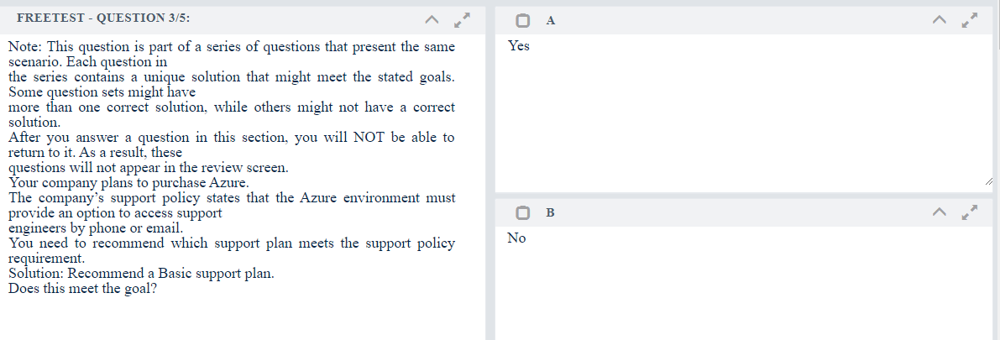 FREETEST - QUESTION 3/5:
Note: This question is part of a series of questions that present the same
scenario. Each question in
the series contains a unique solution that might meet the stated goals.
Some question sets might have
more than one correct solution, while others might not have a correct
solution.
After you answer a question in this section, you will NOT be able to
return to it. As a result, these
questions will not appear in the review screen.
Your company plans to purchase Azure.
The company's support policy states that the Azure environment must
provide an option to access support
engineers by phone or email.
You need to recommend which support plan meets the support policy
requirement.
Solution: Recommend a Basic support plan.
Does this meet the goal?
A
Yes
B
No